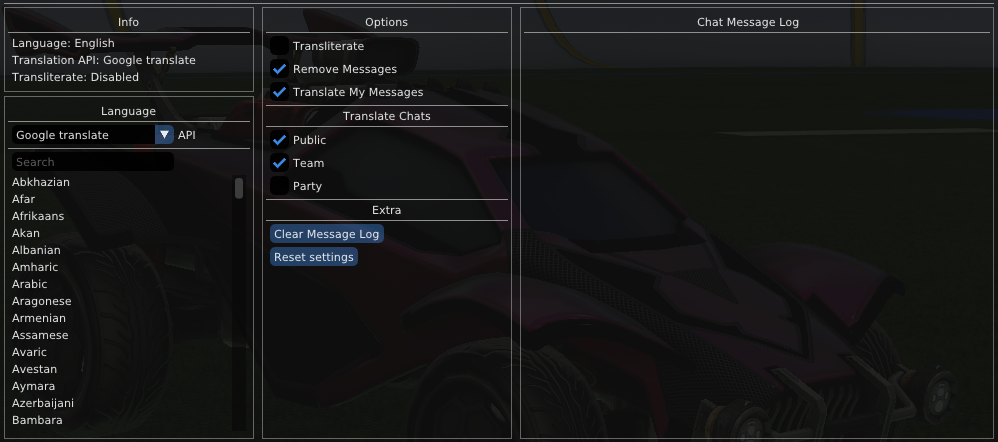 Info
Language: English
Translation API: Google translate
Transliterate: Disabled
Language
Google translate API
Search
Abkhazian
Afar
Afrikaans
Akan
Albanian
Amharic
Arabic
Aragonese
Armenian
Assamese
Avaric
Avestan
Aymara
Azerbaijani
Bambara
Options
Transliterate
Remove Messages
Translate My Messages
Translate Chats
Public
Team
Party
Extra
Clear Message Log
Reset settings
Chat Message Log